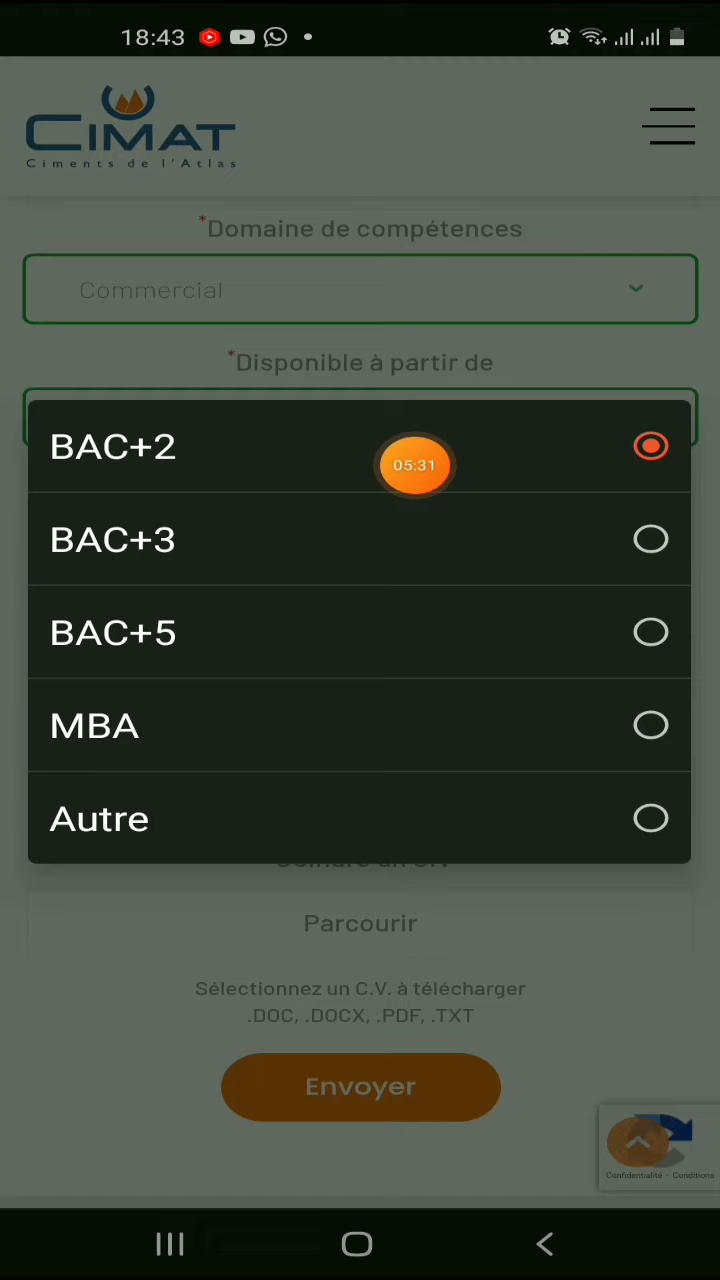 18:43
CIMAT
Ciments de l'Atlas
*Domaine de compétences
Commercial
*Disponible à partir de
BAC+2
05:31
BAC+3
BAC+5
MBA
Autre
Parcourir
Sélectionnez un C.V. à télécharger
.DOC, .DOCX, .PDF, .TXT
Envoyer
Confidentialité - Conditions